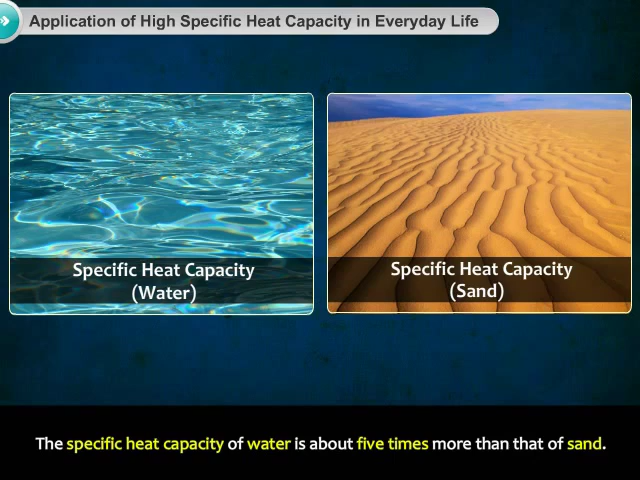 Application of High Specific Heat Capacity in Everyday Life
Specific Heat Capacity
(Water)
Specific Heat Capacity
(Sand)
The specific heat capacity of water is about five times more than that of sand.